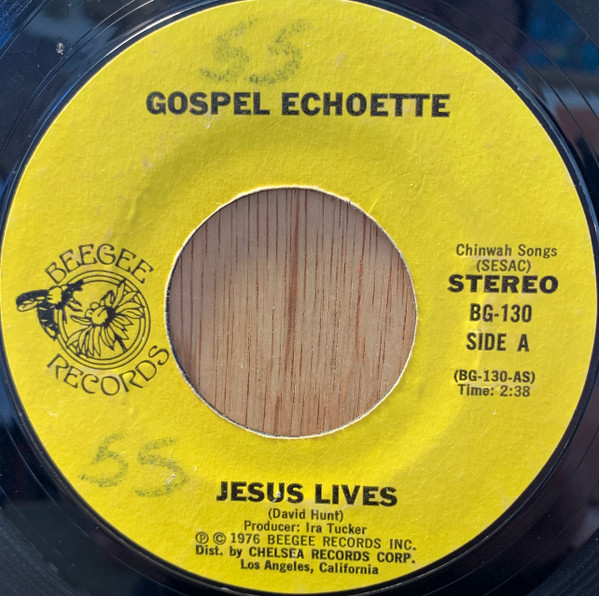 55
GOSPEL ECHOETTE
BEEGEE
RECORDS
Chinwah Songs
(SESAC)
STEREO
BG-130
SIDE A
(BG-130-AS)
Time: 2:38
55
JESUS LIVES
(David Hunt)
Producer: Ira Tucker
Ⓟ © 1976 BEEGEE RECORDS INC.
Dist. by CHELSEA RECORDS CORP.
Los Angeles, California